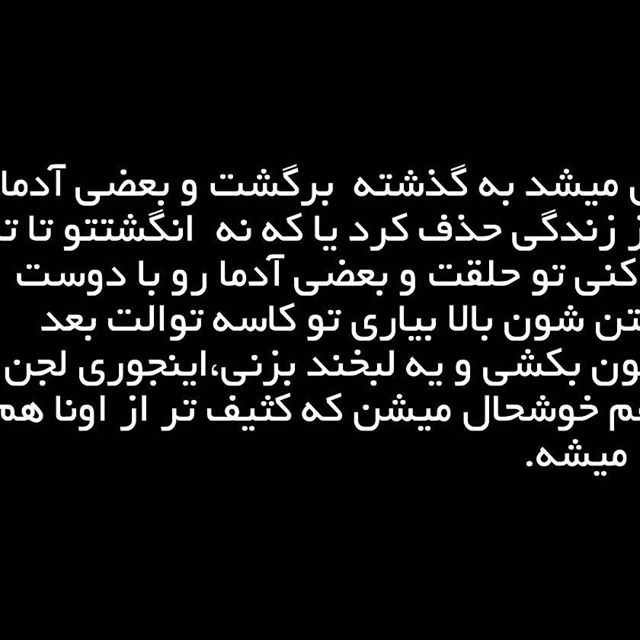 میشد به گذشته برگشت و بعضی آدما
زندگی حذف کرد یا که نه انگشتتو تا
کنی تو حلقت و بعضی آدما رو با دوست
شون بالا بیاری تو کاسه توالت بعد
بکشی و یه لبخند بزنی،اینجوری لجن
خوشحال میشن که کثیف تر از اونا هم
میشه.